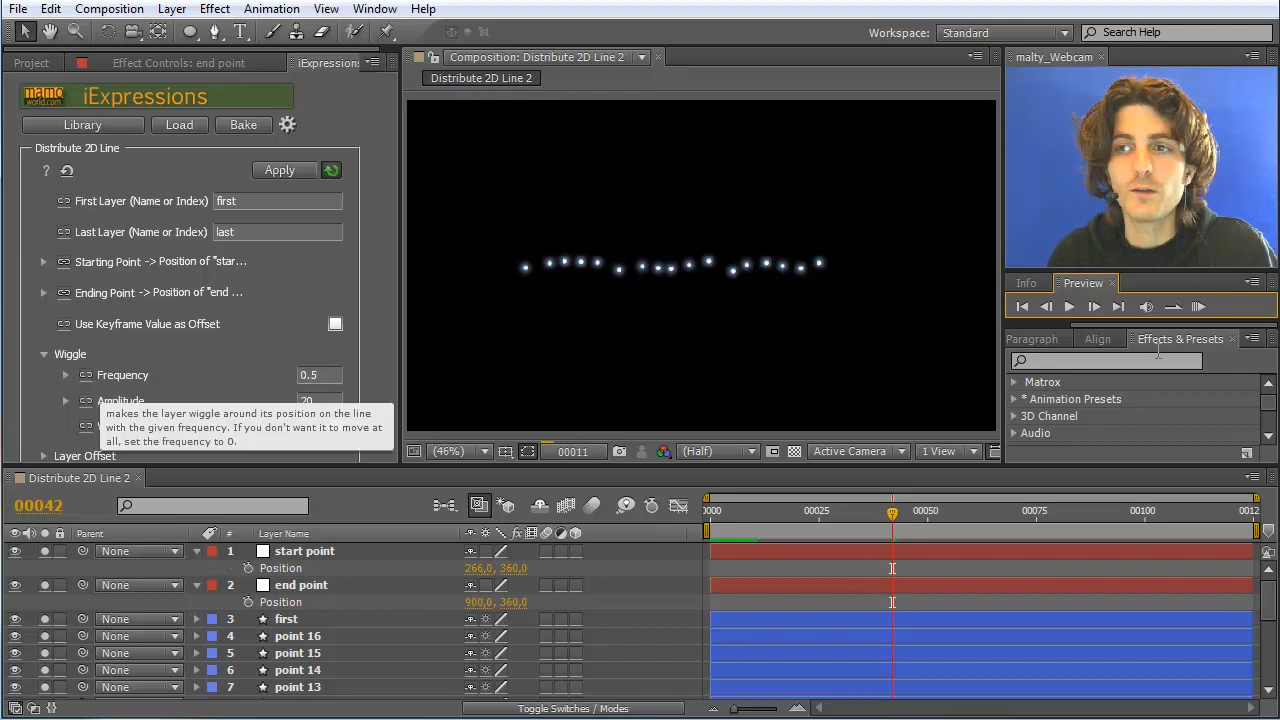 File Edit Composition Layer Effect Animation View Window Help
Workspace: Standard Search Help
Project Effect Controls: end point iExpressions
mamo world.com iExpressions
Library Load Bake
Distribute 2D Line
? Apply
First Layer (Name or Index) first
Last Layer (Name or Index) last
Starting Point -> Position of "star...
Ending Point -> Position of "end ...
Use Keyframe Value as Offset
Wiggle
Frequency 0.5
Amplitude 20
makes the layer wiggle around its position on the line
with the given frequency. If you don't want it to move at
all, set the frequency to 0.
Layer Offset
Composition: Distribute 2D Line 2
Distribute 2D Line 2
(46%) 00011 (Half) Active Camera 1 View
malty_Webcam
Info Preview
Paragraph Align Effects & Presets
Matrox
* Animation Presets
3D Channel
Audio
Distribute 2D Line 2
00042
0000 00025 00050 00075 00100 0012
Parent # Layer Name
None 1 start point
Position 266,0, 360,0
None 2 end point
Position 900,0, 360,0
None 3 first
None 4 point 16
None 5 point 15
None 6 point 14
None 7 point 13
Toggle Switches / Modes